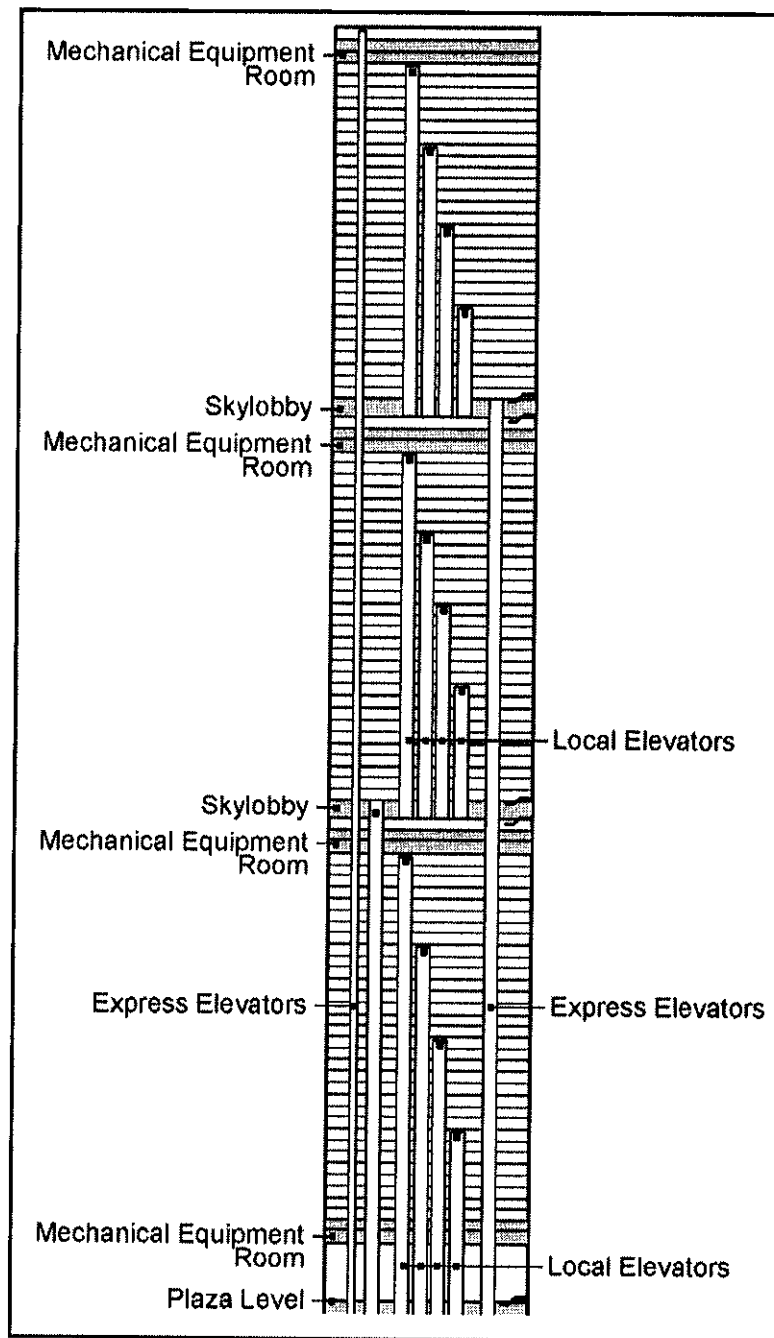 Mechanical Equipment
Room
Skylobby
Mechanical Equipment
Room
Local Elevators
Skylobby
Mechanical Equipment
Room
Express Elevators
Express Elevators
Mechanical Equipment
Room
Local Elevators
Plaza Level